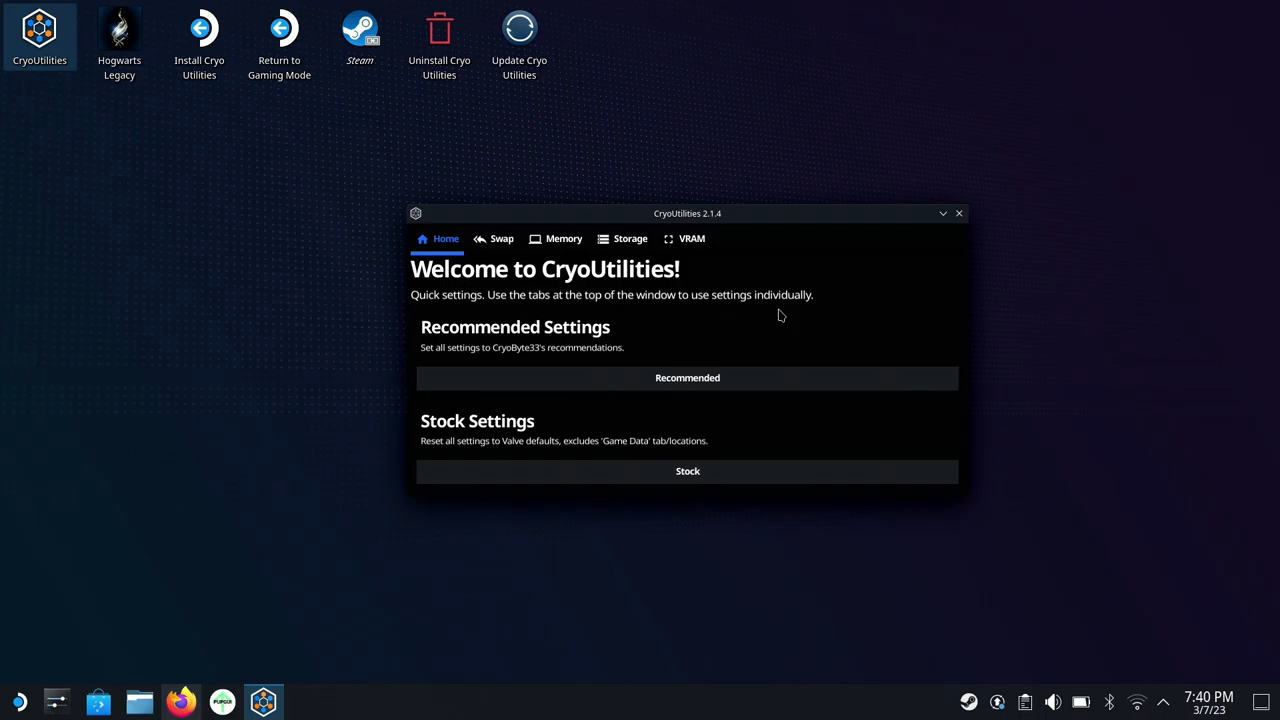 CryoUtilities
Hogwarts
Legacy
Install Cryo
Utilities
Return to
Gaming Mode
Steam
Uninstall Cryo
Utilities
Update Cryo
Utilities
CryoUtilities 2.1.4
Home Swap Memory Storage VRAM
Welcome to CryoUtilities!
Quick settings. Use the tabs at the top of the window to use settings individually.
Recommended Settings
Set all settings to CryoByte33's recommendations.
Recommended
Stock Settings
Reset all settings to Valve defaults, excludes 'Game Data' tab/locations.
Stock
PUPGUI
7:40 PM
3/7/23